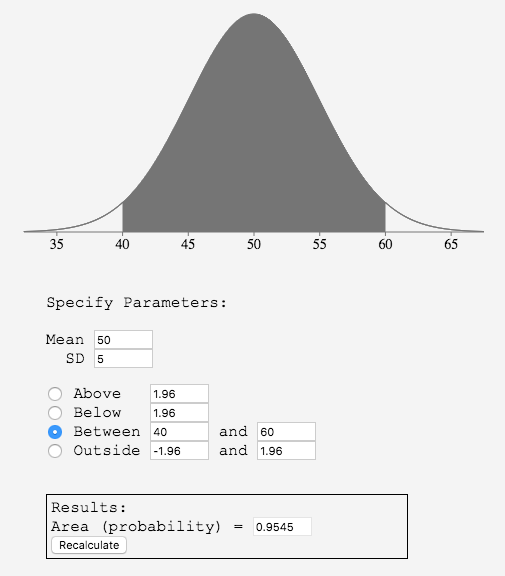 35 40 45 50 55 60 65
Specify Parameters:
Mean 50
SD 5
Above 1.96
Below 1.96
Between 40 and 60
Outside -1.96 and 1.96
Results:
Area (probability) = 0.9545
Recalculate